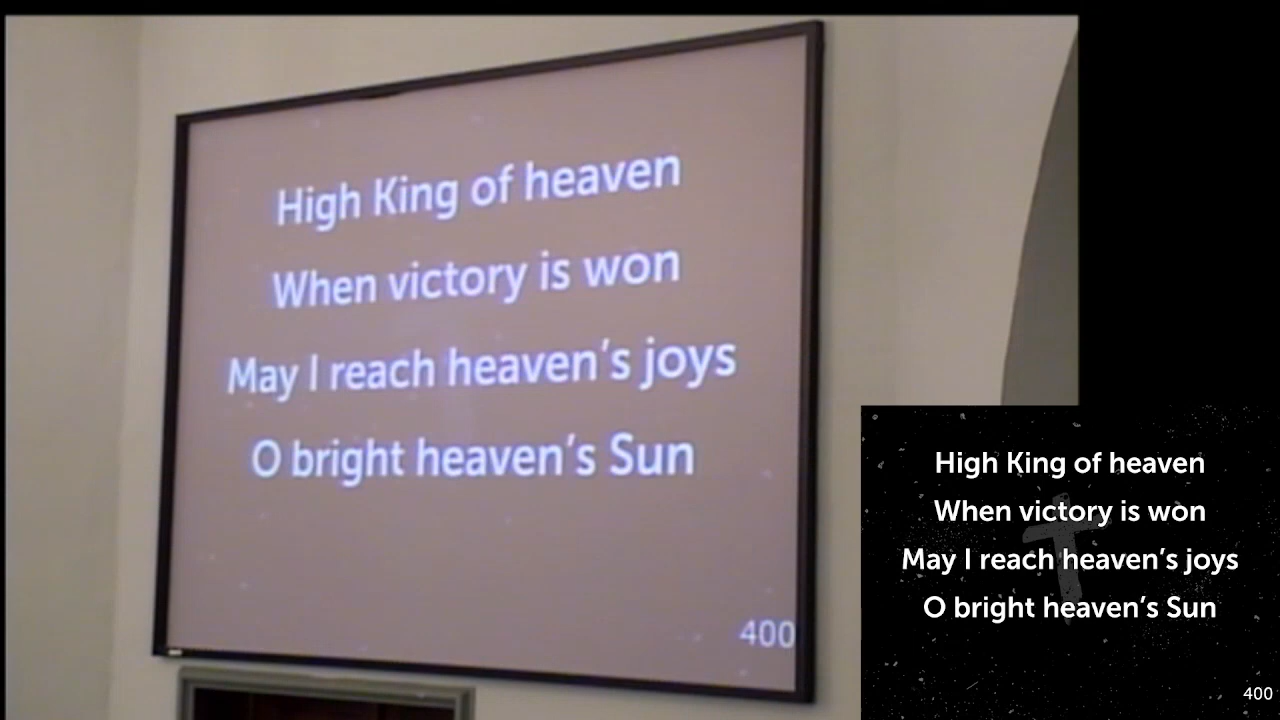 High King of heaven
When victory is won
May I reach heaven's joys
O bright heaven's Sun
400
High King of heaven
When victory is won
May I reach heaven's joys
O bright heaven's Sun
400